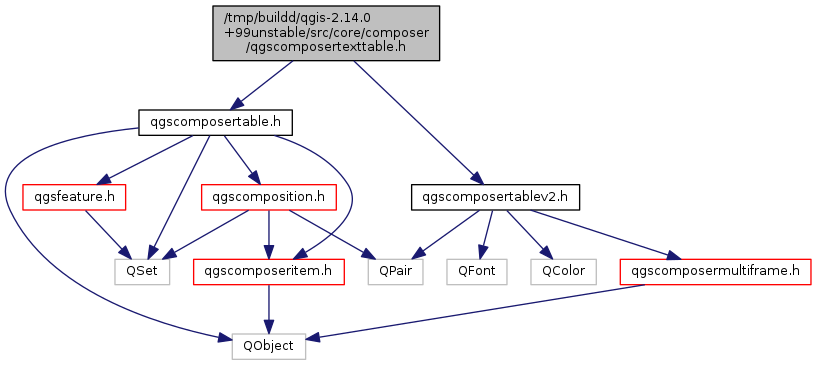 /tmp/buildd/qgis-2.14.0
+99unstable/src/core/composer
/qgscomposertexttable.h
qgscomposertable.h
qgsfeature.h
qgscomposition.h
qgscomposertablev2.h
QSet
qgscomposeritem.h
QPair
QFont
QColor
qgscomposermultiframe.h
QObject